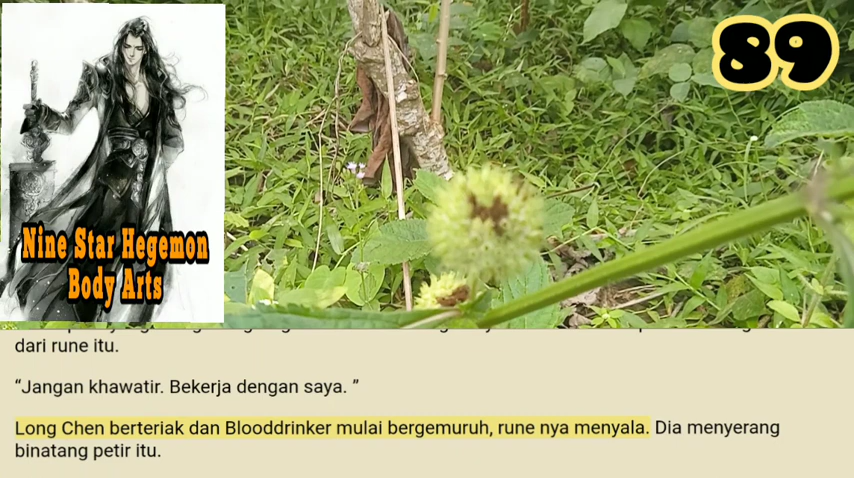 89
Nine Star Hegemon
Body Arts
dari rune itu.
“Jangan khawatir. Bekerja dengan saya. ”
Long Chen berteriak dan Blooddrinker mulai bergemuruh, rune nya menyala. Dia menyerang
binatang petir itu.